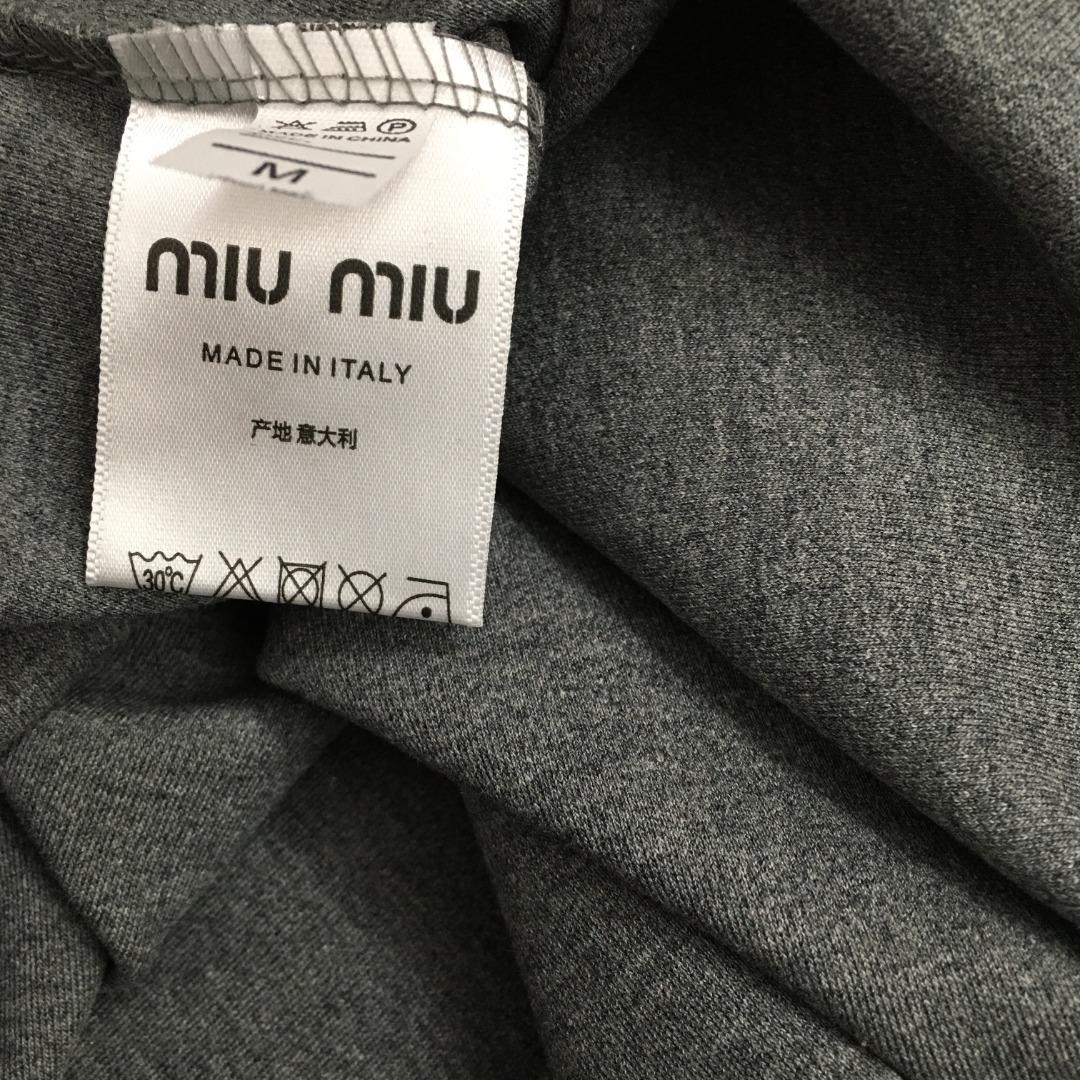 P
MADE IN CHINA
M
miu miu
MADE IN ITALY
产地 意大利
30°C